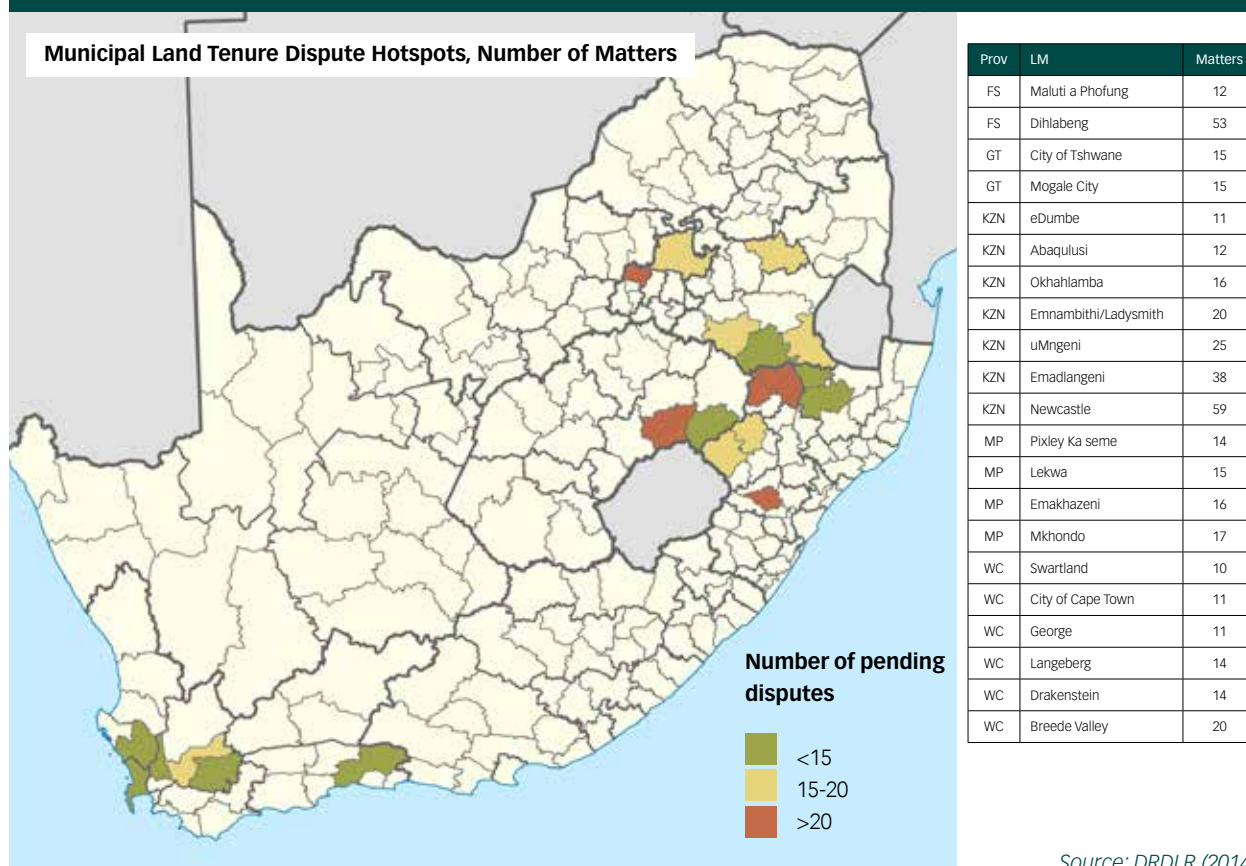 Municipal Land Tenure Dispute Hotspots, Number of Matters
Prov LM Matters
FS Maluti a Phofung 12
FS Dihlabeng 53
GT City of Tshwane 15
GT Mogale City 15
KZN eDumbe 11
KZN Abaqulusi 12
KZN Okhahlamba 16
KZN Emnambithi/Ladysmith 20
KZN uMngeni 25
KZN Emadlangeni 38
KZN Newcastle 59
MP Pixley Ka seme 14
MP Lekwa 15
MP Emakhazeni 16
MP Mkhondo 17
WC Swartland 10
WC City of Cape Town 11
WC George 11
WC Langeberg 14
WC Drakenstein 14
WC Breede Valley 20
Number of pending
disputes
<15
15-20
>20
Source: DRDLR (201